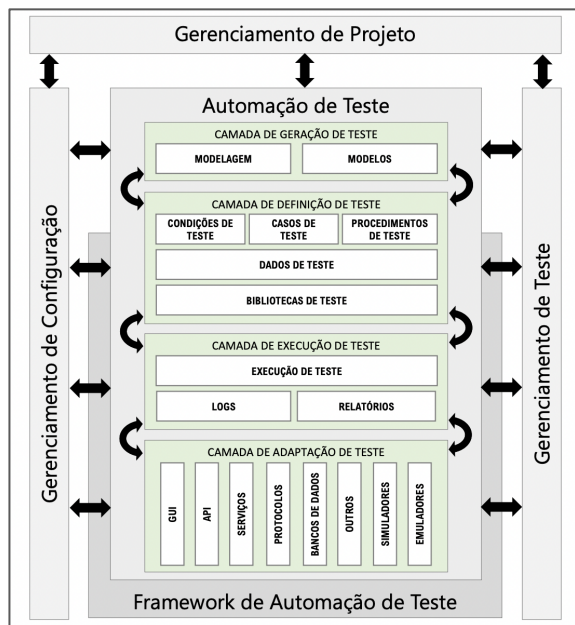 Gerenciamento de Projeto
Gerenciamento de Configuração
Automação de Teste
CAMADA DE GERAÇÃO DE TESTE
MODELAGEM
MODELOS
CAMADA DE DEFINIÇÃO DE TESTE
CONDIÇÕES DE
TESTE
CASOS DE
TESTE
PROCEDIMENTOS
DE TESTE
DADOS DE TESTE
BIBLIOTECAS DE TESTE
CAMADA DE EXECUÇÃO DE TESTE
EXECUÇÃO DE TESTE
LOGS
RELATÓRIOS
CAMADA DE ADAPTAÇÃO DE TESTE
GUI
API
SERVIÇOS
PROTOCOLOS
BANCOS DE DADOS
OUTROS
SIMULADORES
EMULADORES
Gerenciamento de Teste
Framework de Automação de Teste